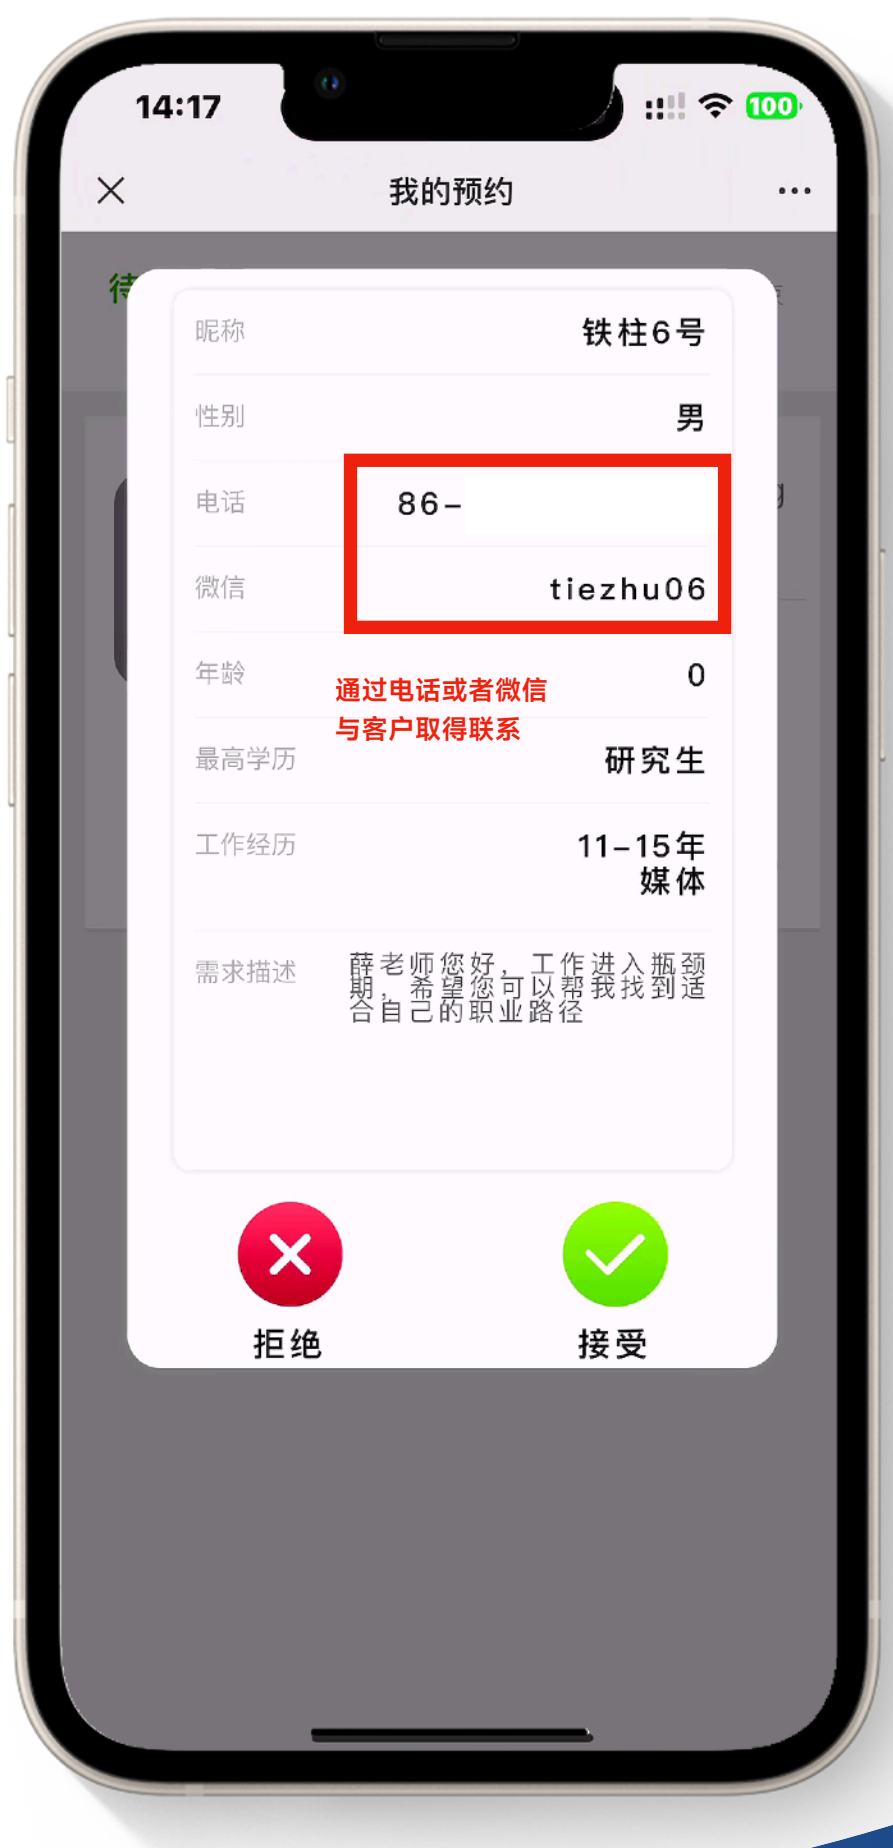 14:17
100
我的预约
待
昵称
铁柱6号
性别
男
电话
86-
微信
tiezhu06
年龄
0
通过电话或者微信
与客户取得联系
最高学历
研究生
工作经历
11-15年
媒体
需求描述
薛老师您好，工作进入瓶颈
期，希望您可以帮我找到适
合自己的职业路径
拒绝
接受